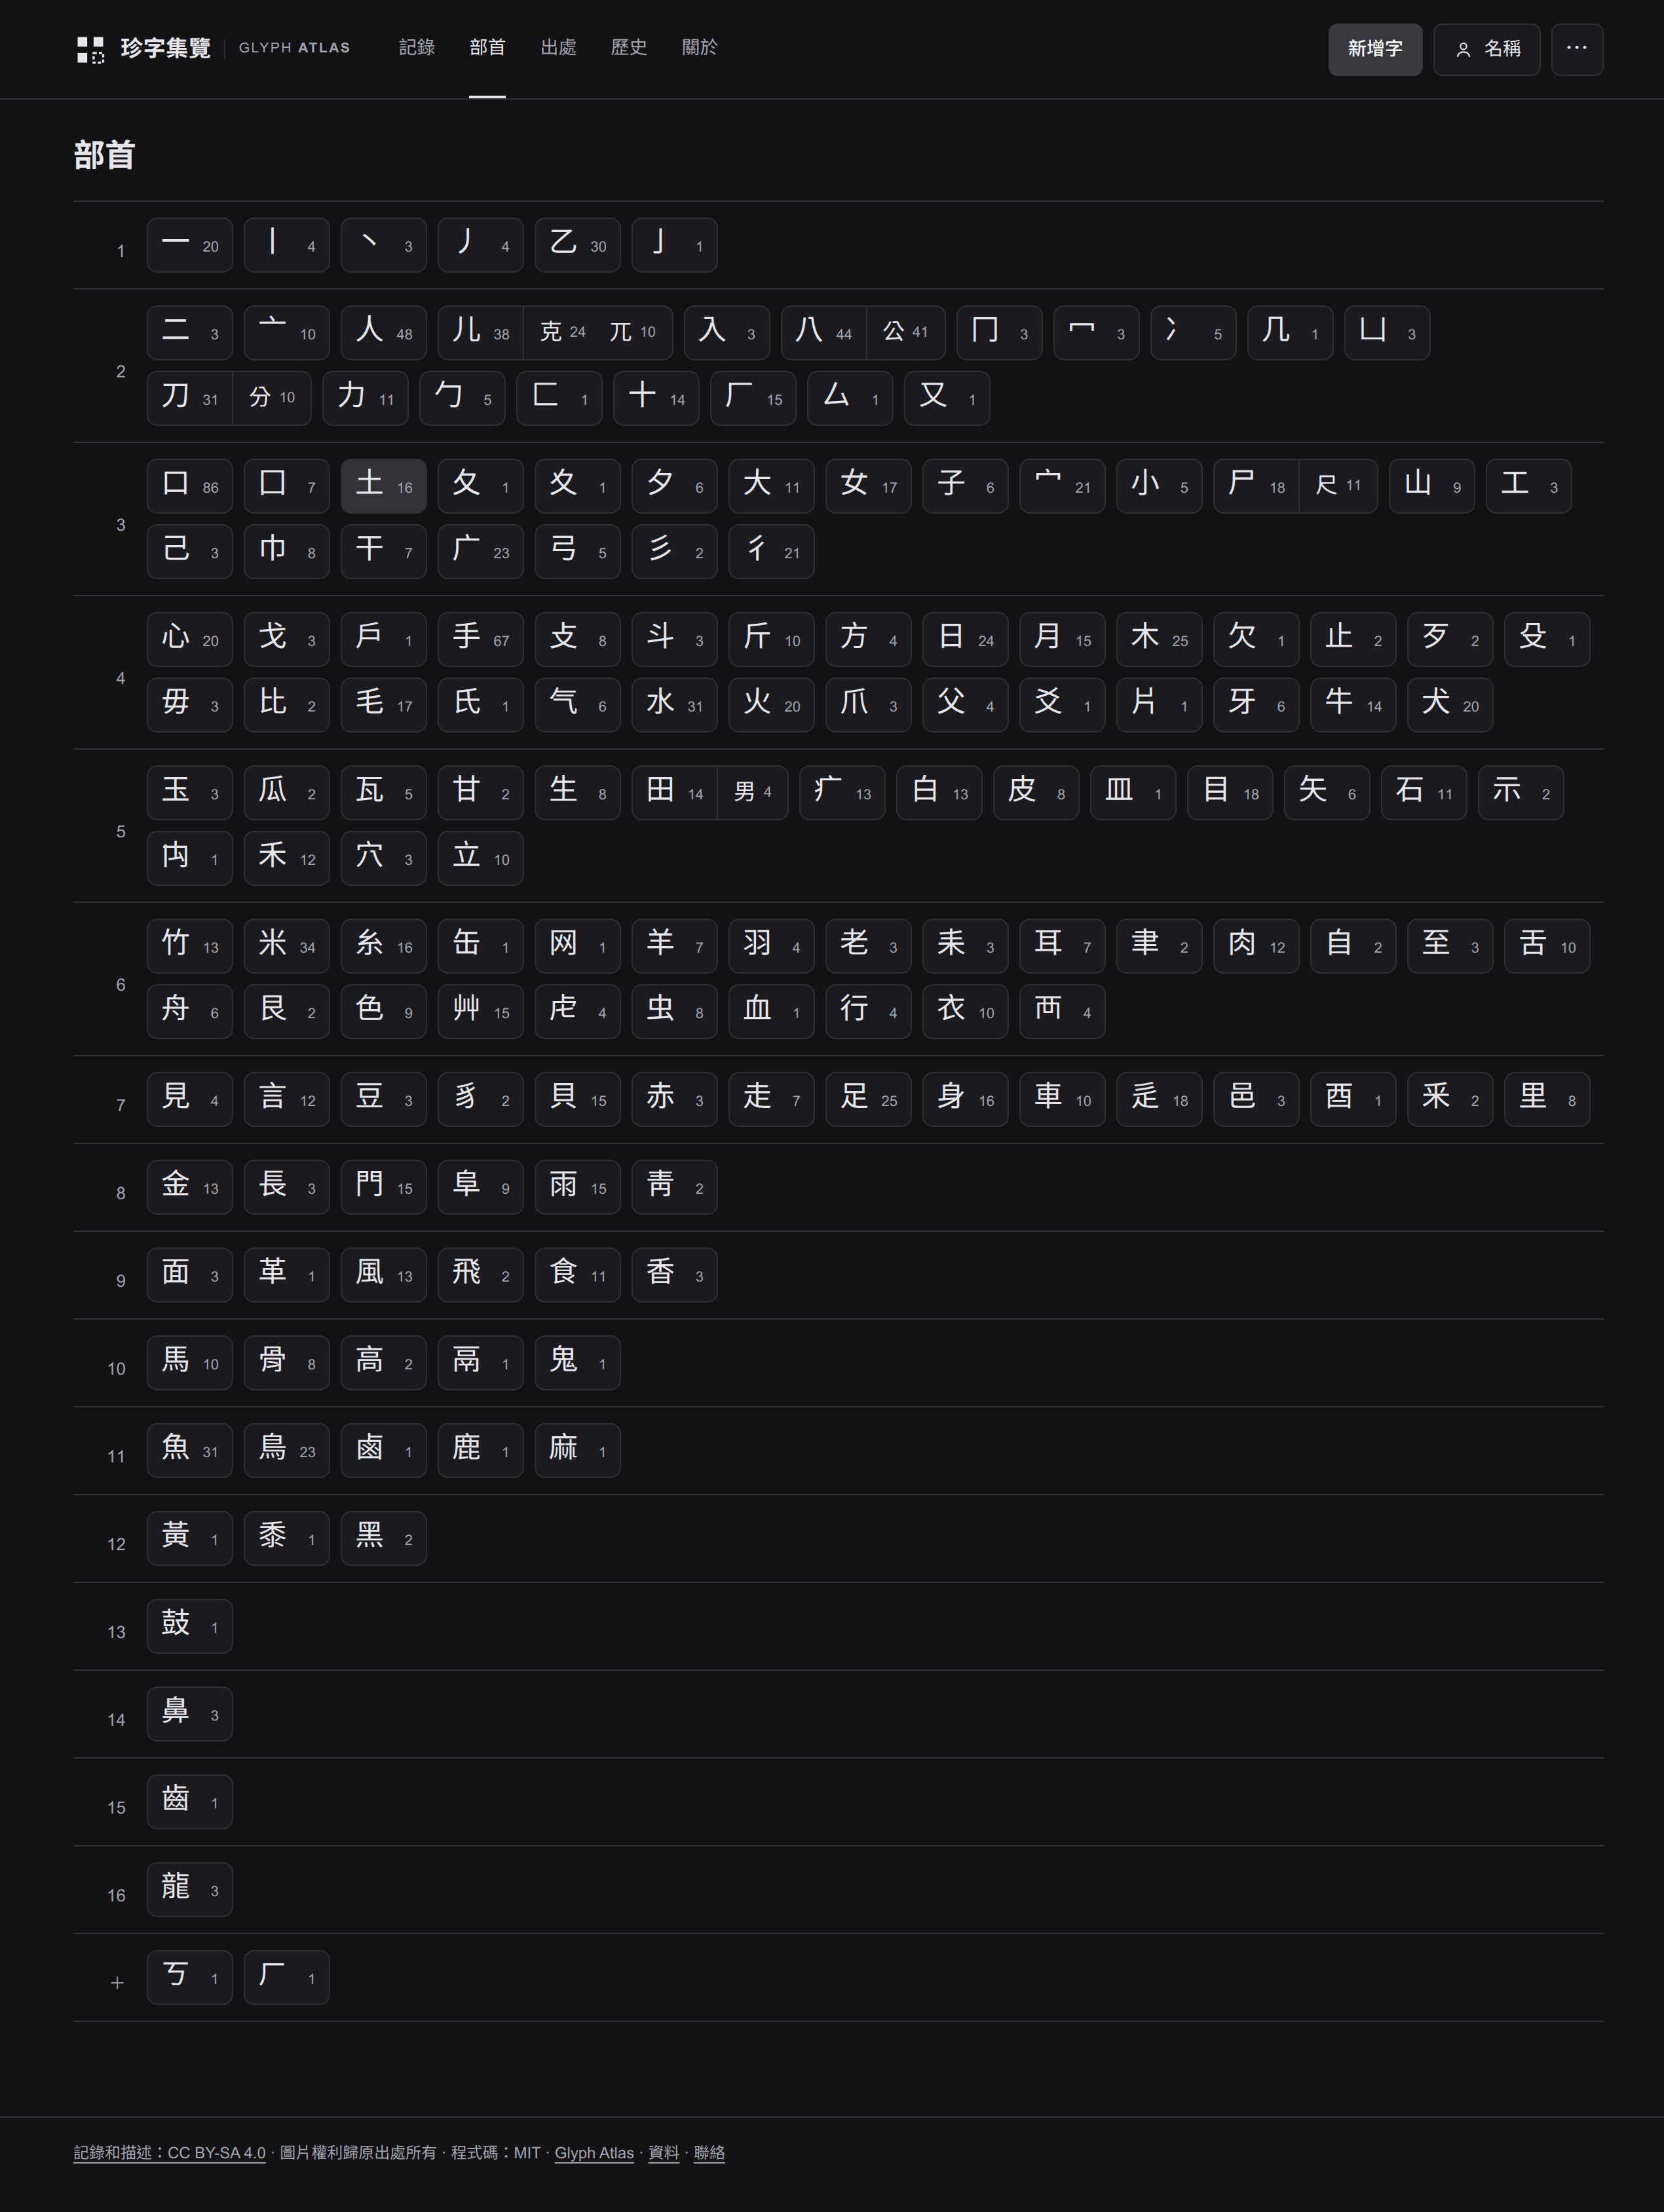 珍字集覽 GLYPH ATLAS 記錄 部首 出處 歷史 關於 新增字 名稱 ···
部首
1 一 20 丨 4 丶 3 丿 4 乙 30 亅 1
2 二 3 亠 10 人 48 儿 38 克 24 兀 10 入 3 八 44 公 41 冂 3 冖 3 冫 5 几 1 凵 3
刀 31 分 10 力 11 勹 5 匚 1 十 14 厂 15 厶 1 又 1
3 口 86 囗 7 土 16 夂 1 夊 1 夕 6 大 11 女 17 子 6 宀 21 小 5 尸 18 尺 11 山 9 工 3
己 3 巾 8 干 7 广 23 弓 5 彡 2 彳 21
4 心 20 戈 3 戶 1 手 67 攴 8 斗 3 斤 10 方 4 日 24 月 15 木 25 欠 1 止 2 歹 2 殳 1
毋 3 比 2 毛 17 氏 1 气 6 水 31 火 20 爪 3 父 4 爻 1 片 1 牙 6 牛 14 犬 20
5 玉 3 瓜 2 瓦 5 甘 2 生 8 田 14 男 4 疒 13 白 13 皮 8 皿 1 目 18 矢 6 石 11 示 2
禸 1 禾 12 穴 3 立 10
6 竹 13 米 34 糸 16 缶 1 网 1 羊 7 羽 4 老 3 耒 3 耳 7 聿 2 肉 12 自 2 至 3 舌 10
舟 6 艮 2 色 9 艸 15 虍 4 虫 8 血 1 行 4 衣 10 襾 4
7 見 4 言 12 豆 3 豸 2 貝 15 赤 3 走 7 足 25 身 16 車 10 辵 18 邑 3 酉 1 釆 2 里 8
8 金 13 長 3 門 15 阜 9 雨 15 靑 2
9 面 3 革 1 風 13 飛 2 食 11 香 3
10 馬 10 骨 8 高 2 鬲 1 鬼 1
11 魚 31 鳥 23 鹵 1 鹿 1 麻 1
12 黃 1 黍 1 黑 2
13 鼓 1
14 鼻 3
15 齒 1
16 龍 3
+ 丂 1 厂 1
記錄和描述：CC BY-SA 4.0 · 圖片權利歸原出處所有 · 程式碼：MIT · Glyph Atlas · 資料 · 聯絡